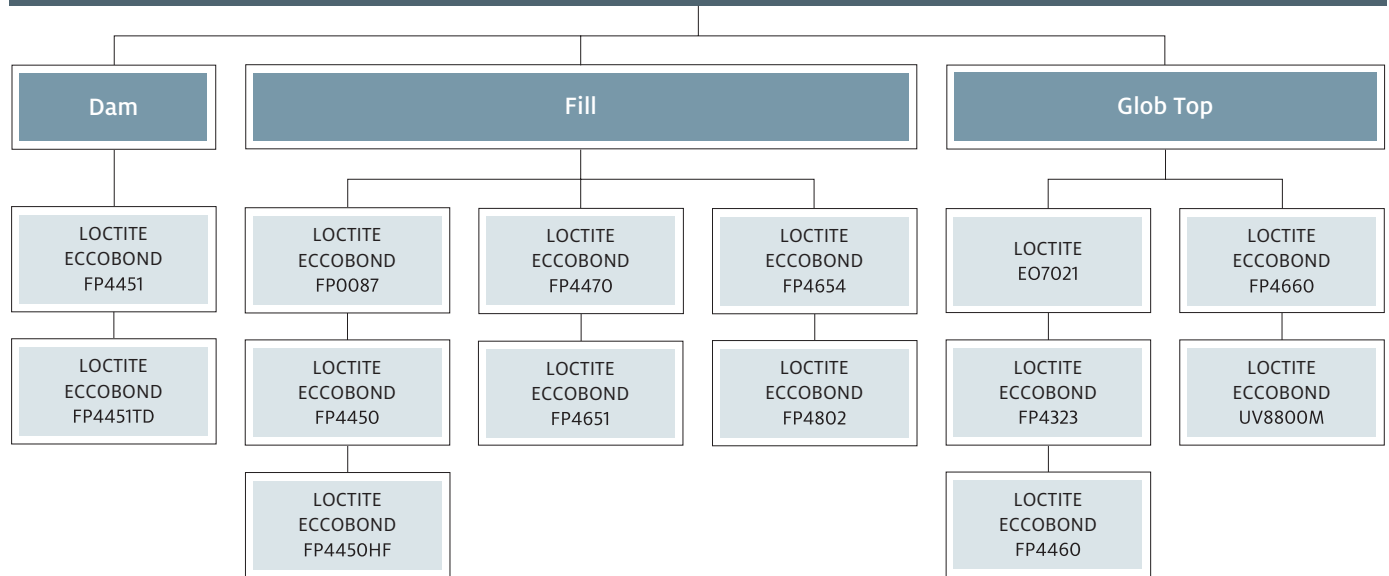 Dam
Fill
Glob Top
LOCTITE
ECCOBOND
FP4451
LOCTITE
ECCOBOND
FP0087
LOCTITE
ECCOBOND
FP4470
LOCTITE
ECCOBOND
FP4654
LOCTITE
EO7021
LOCTITE
ECCOBOND
FP4660
LOCTITE
ECCOBOND
FP4451TD
LOCTITE
ECCOBOND
FP4450
LOCTITE
ECCOBOND
FP4651
LOCTITE
ECCOBOND
FP4802
LOCTITE
ECCOBOND
FP4323
LOCTITE
ECCOBOND
UV8800M
LOCTITE
ECCOBOND
FP4450HF
LOCTITE
ECCOBOND
FP4460